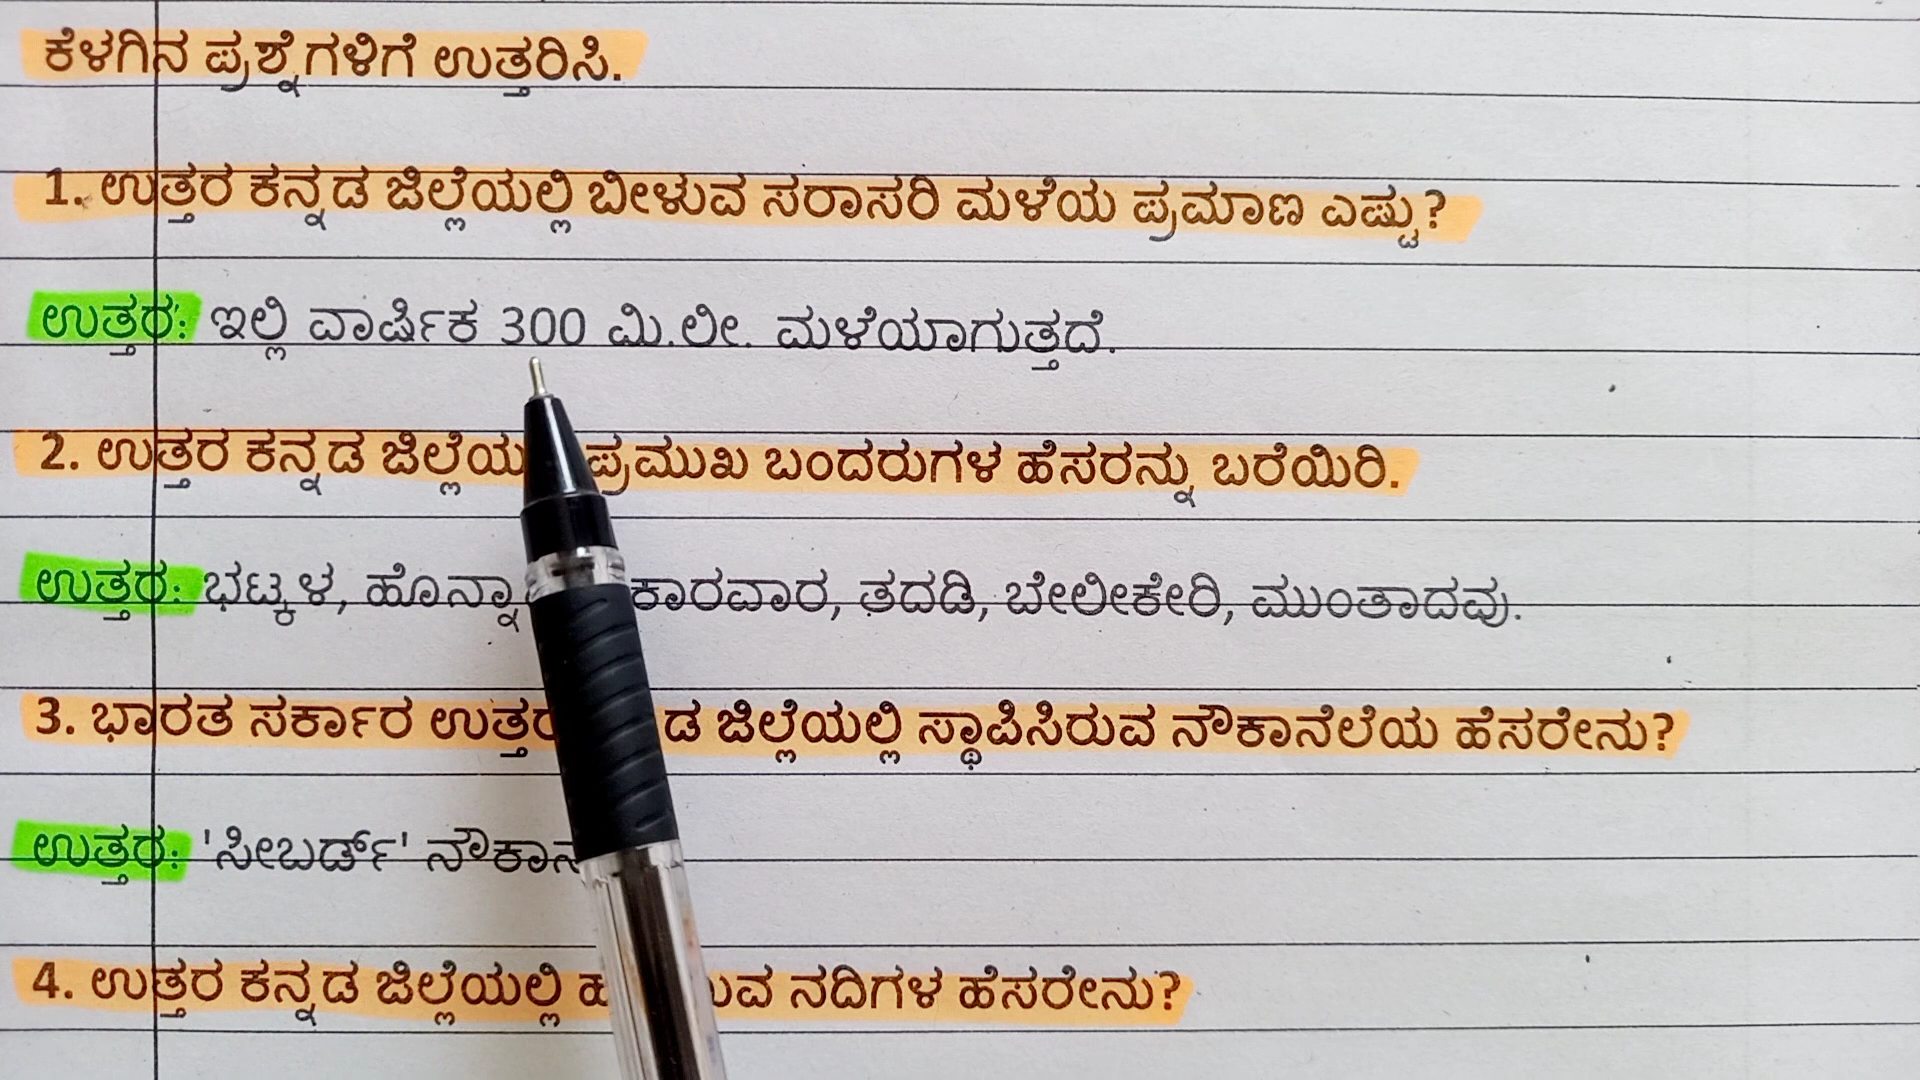 ಕೆಳಗಿನ ಪ್ರಶ್ನೆಗಳಿಗೆ ಉತ್ತರಿಸಿ.
1. ಉತ್ತರ ಕನ್ನಡ ಜಿಲ್ಲೆಯಲ್ಲಿ ಬೀಳುವ ಸರಾಸರಿ ಮಳೆಯ ಪ್ರಮಾಣ ಎಷ್ಟು?
ಉತ್ತರ: ಇಲ್ಲಿ ವಾರ್ಷಿಕ 300 ಮಿ.ಲೀ. ಮಳೆಯಾಗುತ್ತದೆ.
2. ಉತ್ತರ ಕನ್ನಡ ಜಿಲ್ಲೆಯ ಪ್ರಮುಖ ಬಂದರುಗಳ ಹೆಸರನ್ನು ಬರೆಯಿರಿ.
ಉತ್ತರ: ಭಟ್ಕಳ, ಕಾರವಾರ, ತದಡಿ, ಬೇಲೀಕೇರಿ, ಮುಂತಾದವು.
3. ಭಾರತ ಸರ್ಕಾರ ಉತ್ತರ ಜಿಲ್ಲೆಯಲ್ಲಿ ಸ್ಥಾಪಿಸಿರುವ ನೌಕಾನೆಲೆಯ ಹೆಸರೇನು?
ಉತ್ತರ: 'ಸೀಬರ್ಡ್'
4. ಉತ್ತರ ಕನ್ನಡ ಜಿಲ್ಲೆಯಲ್ಲಿ ನದಿಗಳ ಹೆಸರೇನು?